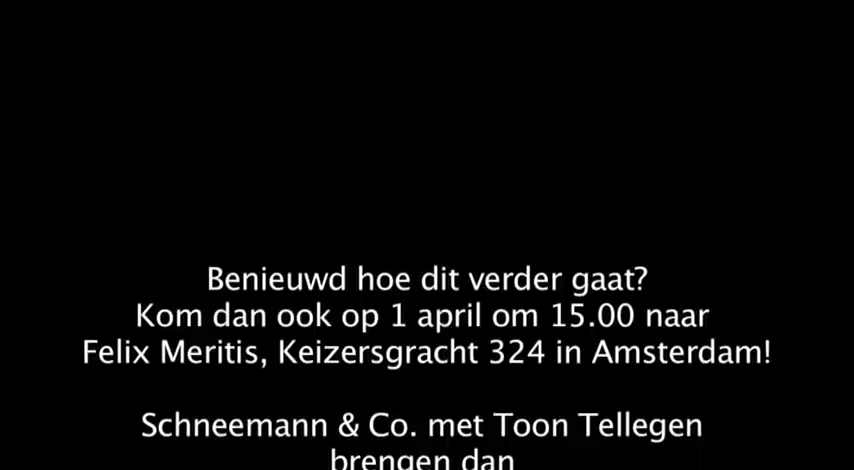 Benieuwd hoe dit verder gaat?
Kom dan ook op 1 april om 15.00 naar
Felix Meritis, Keizersgracht 324 in Amsterdam!
Schneemann & Co. met Toon Tellegen
brengen dan